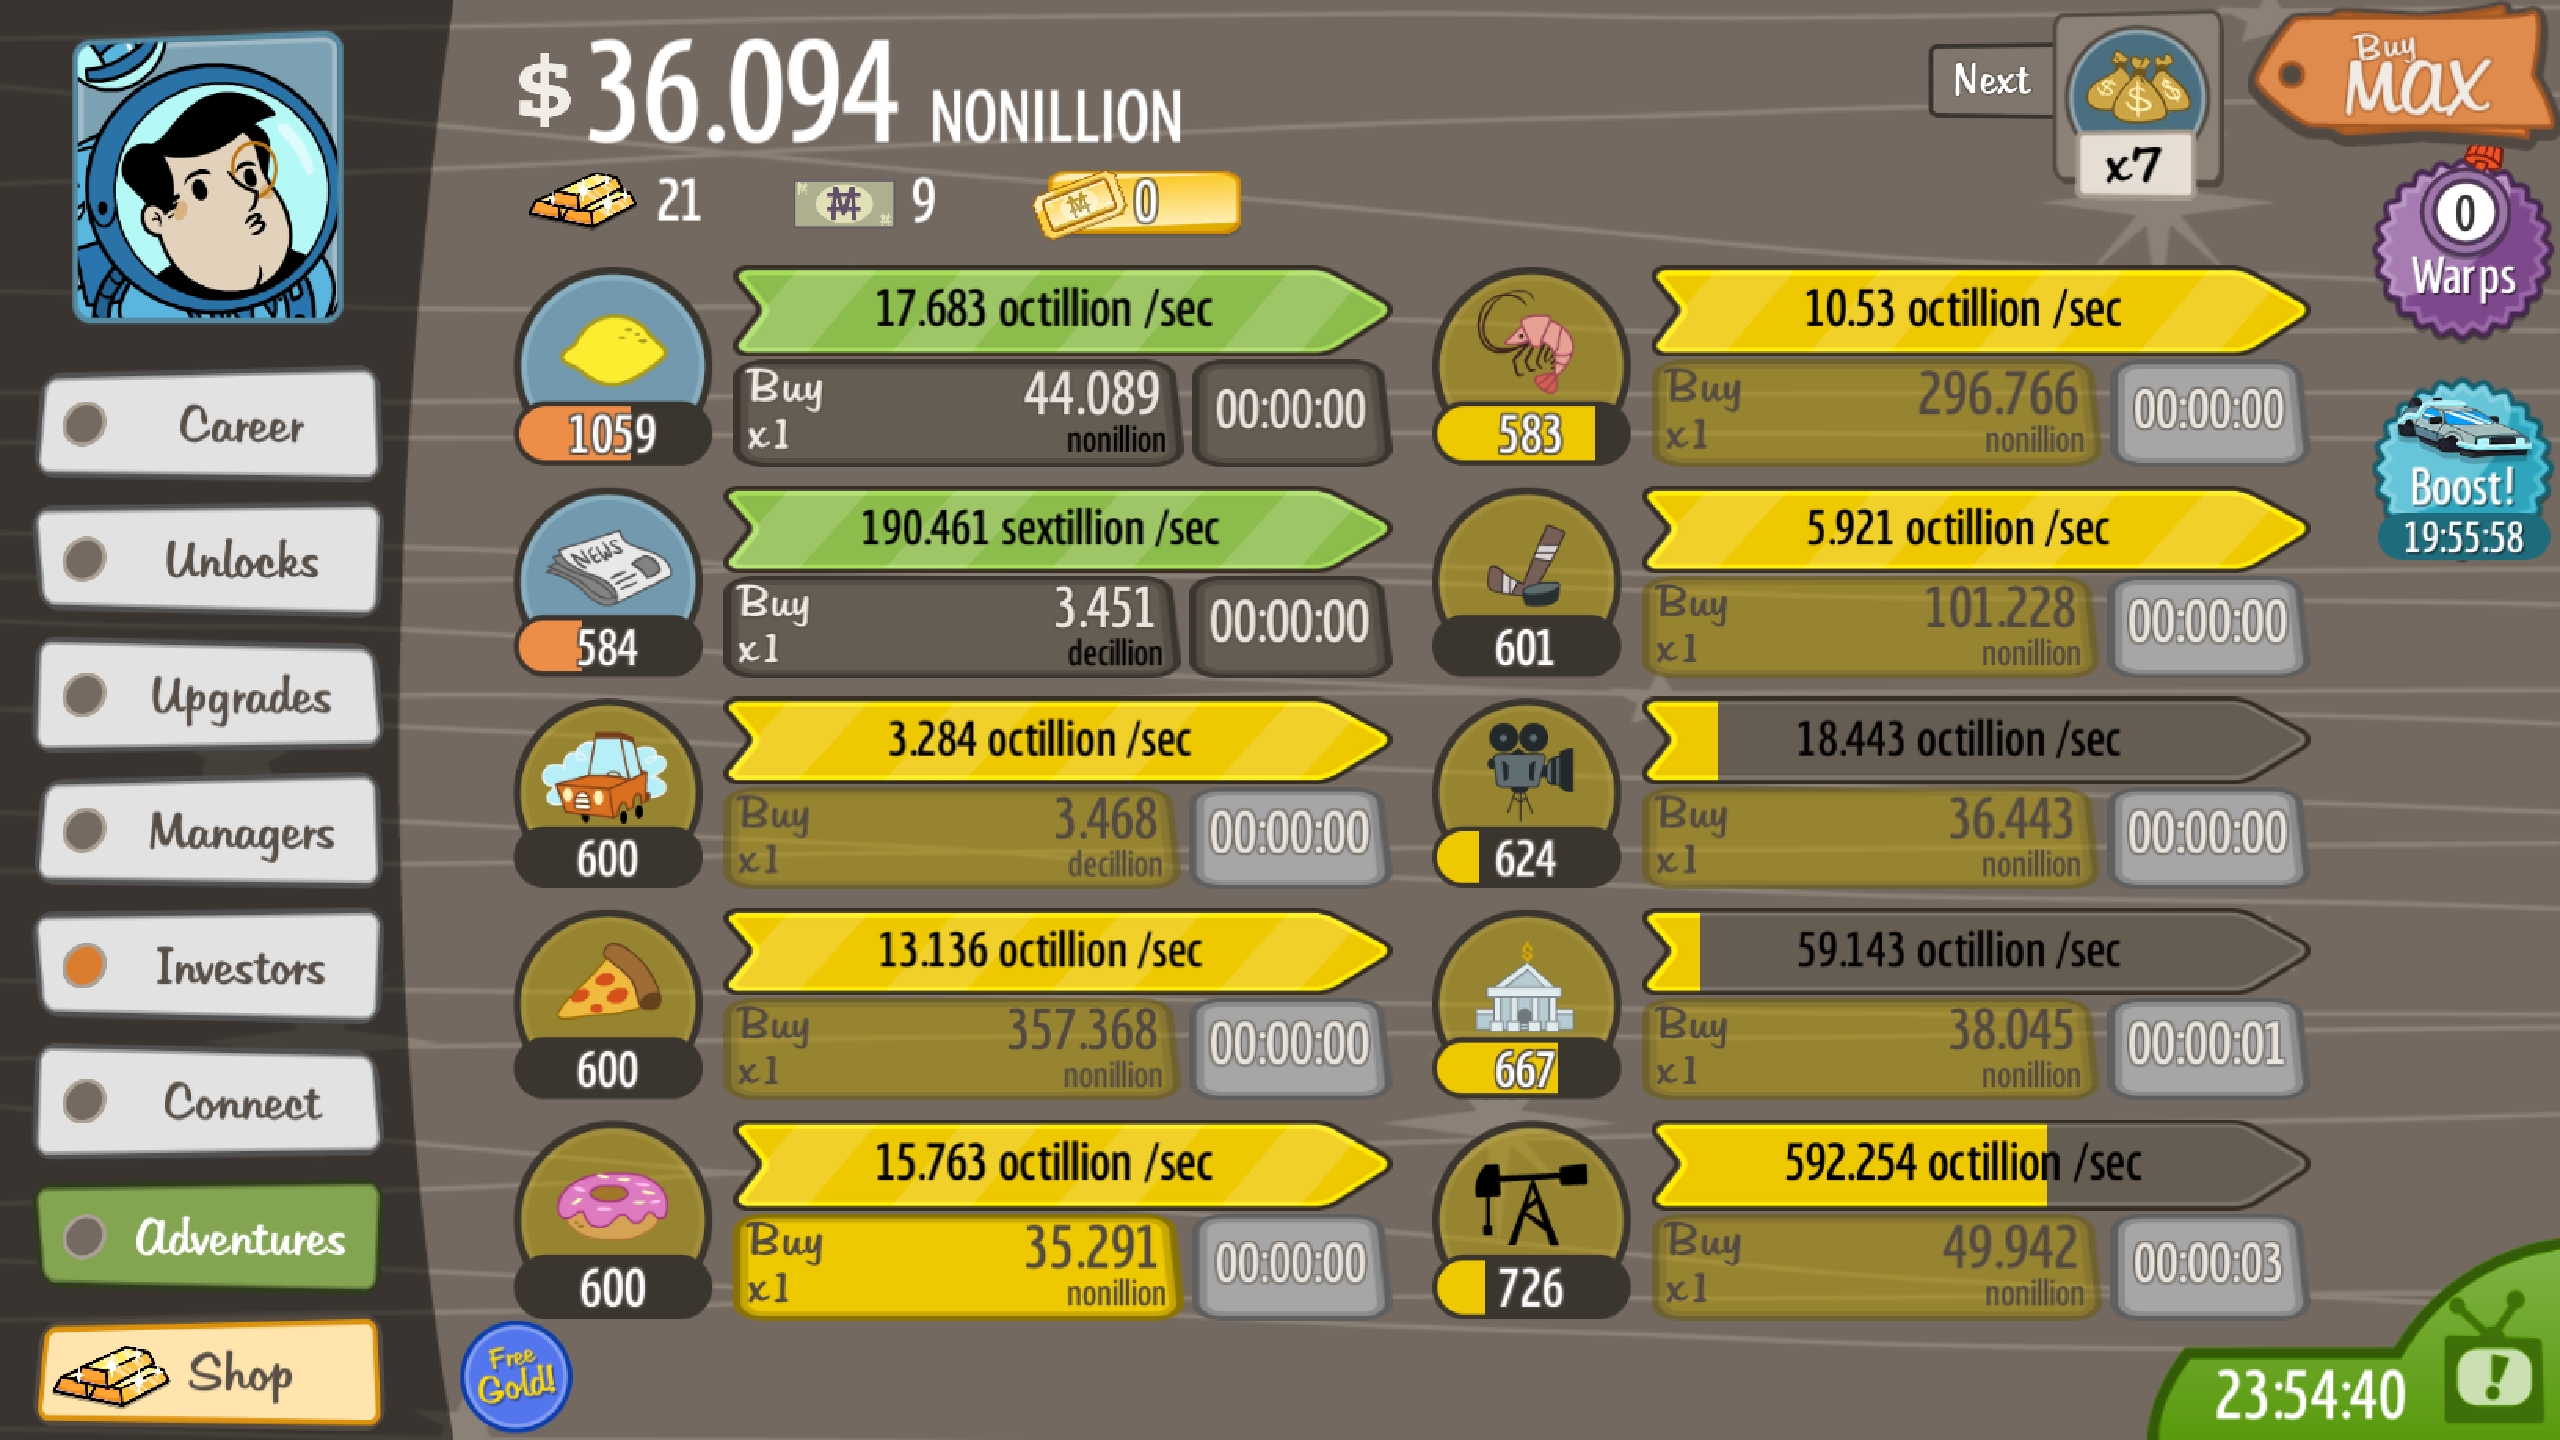 $36.094 NONILLION
21
9
0
Next
x7
Buy
MAX
0
Warps
Boost!
19:55:58
Career
Unlocks
Upgrades
Managers
Investors
Connect
Adventures
Shop
17.683 octillion /sec
1059
Buy
x1
44.089
nonillion
00:00:00
NEWS
190.461 sextillion /sec
584
Buy
x1
3.451
decillion
00:00:00
3.284 octillion /sec
600
Buy
x1
3.468
decillion
00:00:00
13.136 octillion /sec
600
Buy
x1
357.368
nonillion
00:00:00
15.763 octillion /sec
600
Buy
x1
35.291
nonillion
00:00:00
10.53 octillion /sec
583
Buy
x1
296.766
nonillion
00:00:00
5.921 octillion /sec
601
Buy
x1
101.228
nonillion
00:00:00
18.443 octillion /sec
624
Buy
x1
36.443
nonillion
00:00:00
59.143 octillion /sec
667
Buy
x1
38.045
nonillion
00:00:01
592.254 octillion /sec
726
Buy
x1
49.942
nonillion
00:00:03
Free
Gold!
23:54:40
!